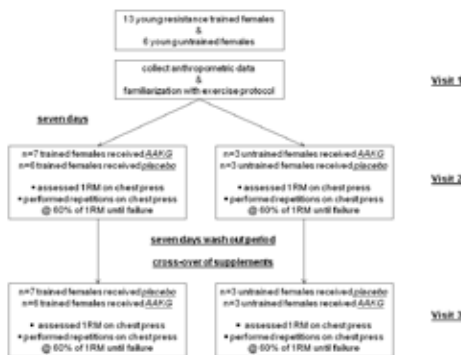 13 young resistance trained females
&
6 young untrained females
collect anthropometric data
&
familiarization with exercise protocol
Visit 1
seven days
n=7 trained females received AAKG
n=6 trained females received placebo
• assessed 1RM on chest press
• performed repetitions on chest press
@ 60% of 1RM until failure
n=3 untrained females received AAKG
n=3 untrained females received placebo
• assessed 1RM on chest press
• performed repetitions on chest press
@ 60% of 1RM until failure
Visit 2
seven days wash out period
cross-over of supplements
n=7 trained females received placebo
n=6 trained females received AAKG
• assessed 1RM on chest press
• performed repetitions on chest press
@ 60% of 1RM until failure
n=3 untrained females received placebo
n=3 untrained females received AAKG
• assessed 1RM on chest press
• performed repetitions on chest press
@ 60% of 1RM until failure
Visit 3